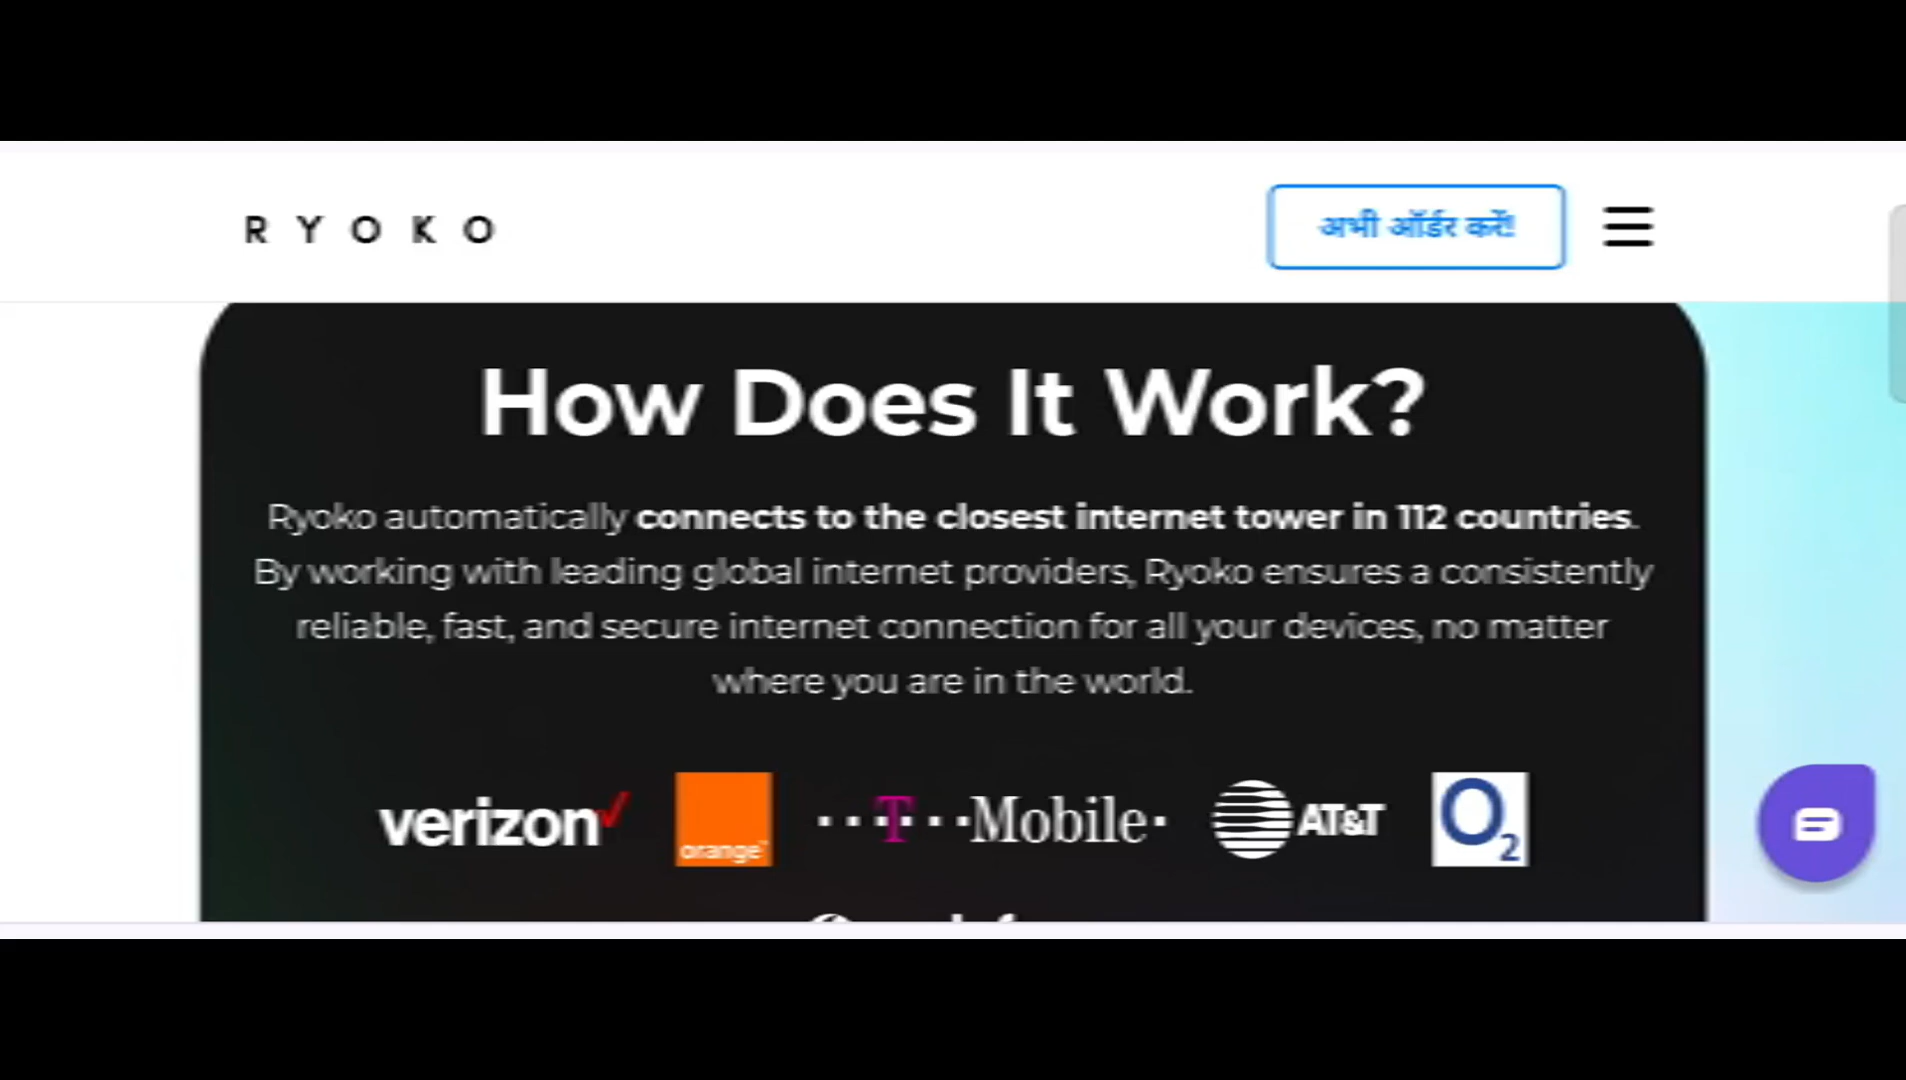 R Y O K O
अभी ऑर्डर करें!
How Does It Work?
Ryoko automatically connects to the closest internet tower in 112 countries.
By working with leading global internet providers, Ryoko ensures a consistently
reliable, fast, and secure internet connection for all your devices, no matter
where you are in the world.
verizon
orange™
T Mobile
AT&T
O2